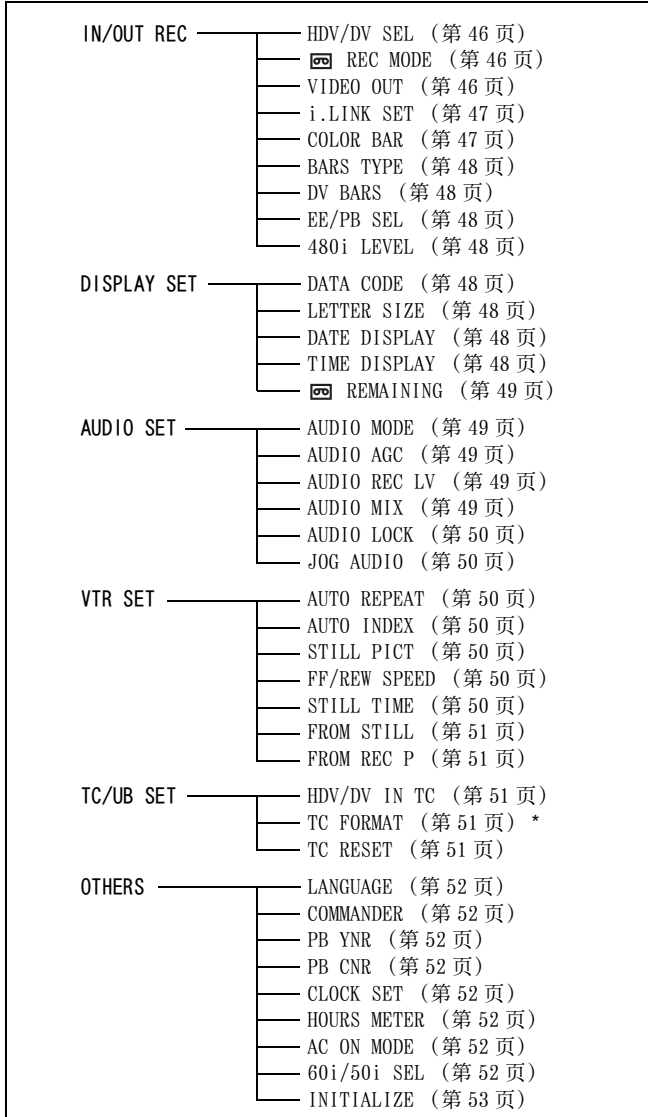 IN/OUT REC HDV/DV SEL （第 46 页）
REC MODE （第 46 页）
VIDEO OUT （第 46 页）
i.LINK SET （第 47 页）
COLOR BAR （第 47 页）
BARS TYPE （第 48 页）
DV BARS （第 48 页）
EE/PB SEL （第 48 页）
480i LEVEL （第 48 页）
DISPLAY SET DATA CODE （第 48 页）
LETTER SIZE （第 48 页）
DATE DISPLAY （第 48 页）
TIME DISPLAY （第 48 页）
REMAINING （第 49 页）
AUDIO SET AUDIO MODE （第 49 页）
AUDIO AGC （第 49 页）
AUDIO REC LV （第 49 页）
AUDIO MIX （第 49 页）
AUDIO LOCK （第 50 页）
JOG AUDIO （第 50 页）
VTR SET AUTO REPEAT （第 50 页）
AUTO INDEX （第 50 页）
STILL PICT （第 50 页）
FF/REW SPEED （第 50 页）
STILL TIME （第 50 页）
FROM STILL （第 51 页）
FROM REC P （第 51 页）
TC/UB SET HDV/DV IN TC （第 51 页）
TC FORMAT （第 51 页） *
TC RESET （第 51 页）
OTHERS LANGUAGE （第 52 页）
COMMANDER （第 52 页）
PB YNR （第 52 页）
PB CNR （第 52 页）
CLOCK SET （第 52 页）
HOURS METER （第 52 页）
AC ON MODE （第 52 页）
60i/50i SEL （第 52 页）
INITIALIZE （第 53 页）